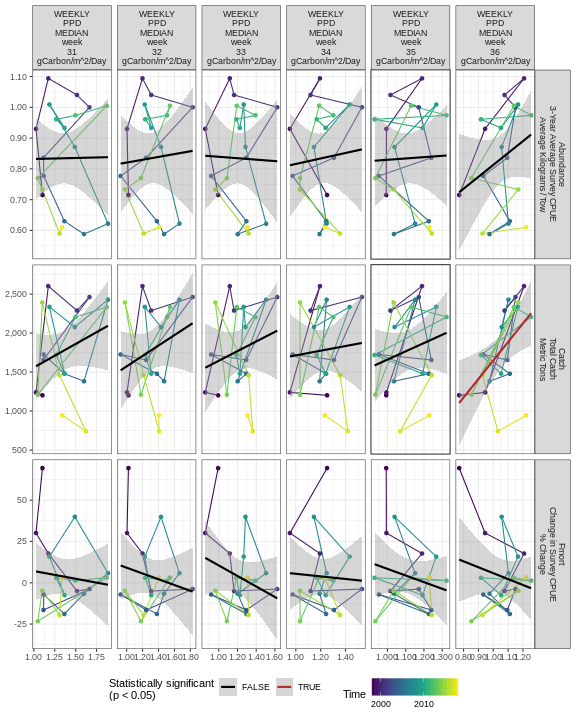 WEEKLY PPD MEDIAN week 31 gCarbon/m^2/Day
WEEKLY PPD MEDIAN week 32 gCarbon/m^2/Day
WEEKLY PPD MEDIAN week 33 gCarbon/m^2/Day
WEEKLY PPD MEDIAN week 34 gCarbon/m^2/Day
WEEKLY PPD MEDIAN week 35 gCarbon/m^2/Day
WEEKLY PPD MEDIAN week 36 gCarbon/m^2/Day
1.10
1.00
0.90
0.80
0.70
0.60
Abundance
3-Year Average Survey CPUE
Average Kilograms / Tow
2,500
2,000
1,500
1,000
500
Catch
Total Catch
Metric Tons
50
25
0
-25
Fmort
Change in Survey CPUE
% Change
1.00 1.25 1.50 1.75
1.00 1.20 1.40 1.60 1.80
1.00 1.20 1.40 1.60
1.00 1.20 1.40
1.000 1.100 1.200 1.300
0.80 0.90 1.00 1.10 1.20
Statistically significant
(p < 0.05)
FALSE
TRUE
Time
2000 2010